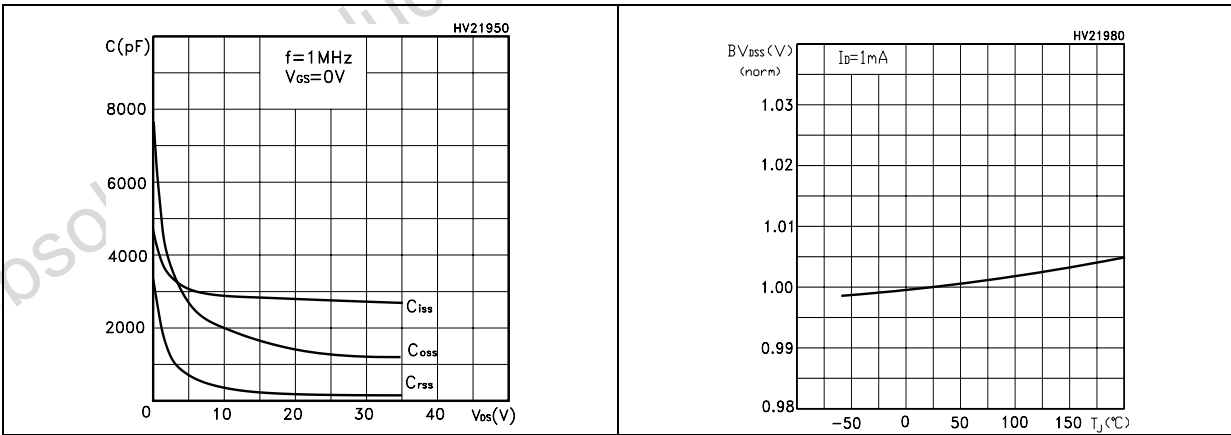 HV21950
C(pF)
f=1MHz
VGS=0V
8000
6000
4000
2000
Ciss
Coss
Crss
0 10 20 30 40 VDS(V)
HV21980
BVDSS(V)
(norm)
ID=1mA
1.03
1.02
1.01
1.00
0.99
0.98
-50 0 50 100 150 TJ(°C)